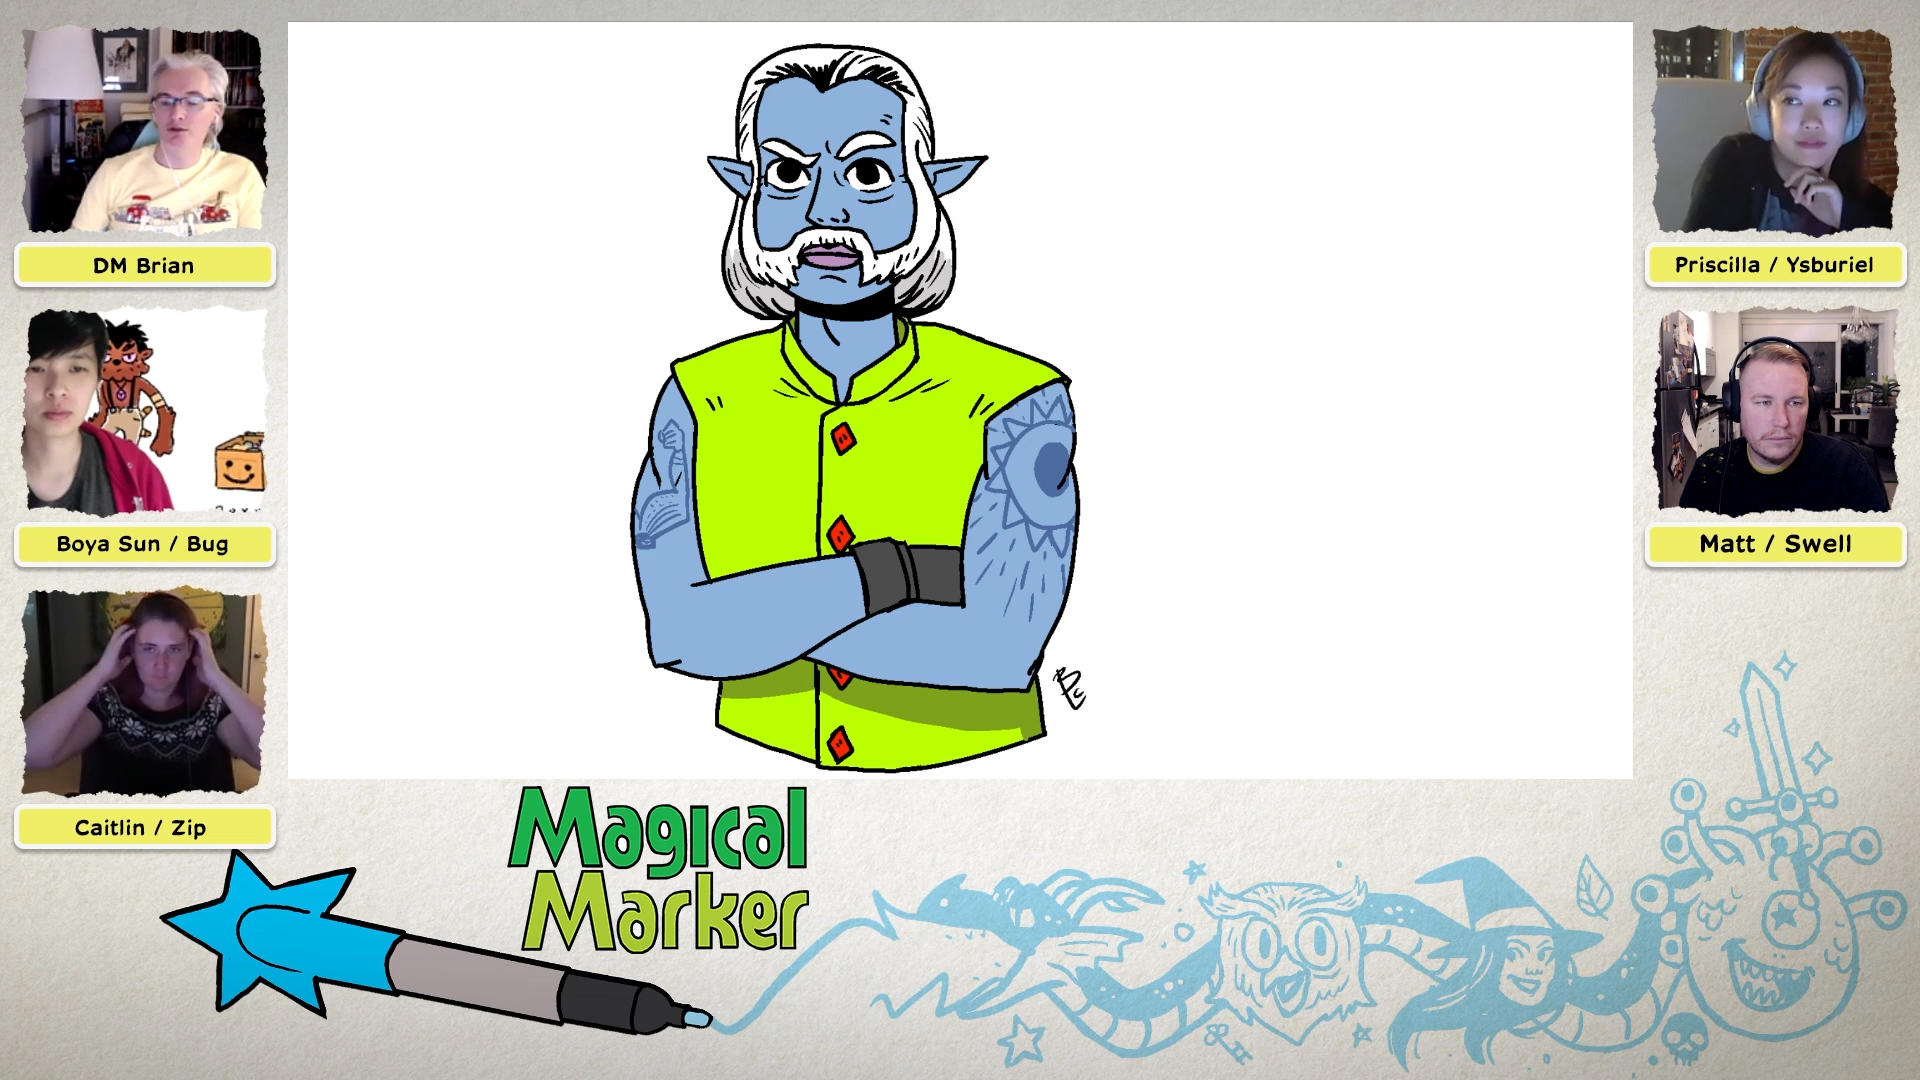 DM Brian
Priscilla / Ysburiel
Boya Sun / Bug
Matt / Swell
Caitlin / Zip
Magical
Marker